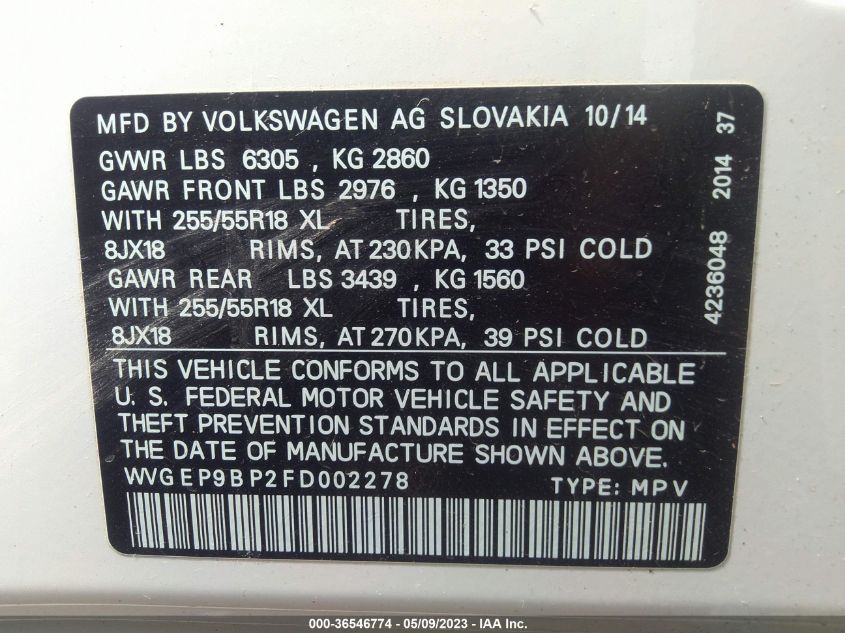 MFD BY VOLKSWAGEN AG SLOVAKIA 10/14
GVWR LBS 6305 , KG 2860
GAWR FRONT LBS 2976 , KG 1350
WITH 255/55R18 XL TIRES,
8JX18 RIMS, AT 230 KPA, 33 PSI COLD
GAWR REAR LBS 3439 , KG 1560
WITH 255/55R18 XL TIRES,
8JX18 RIMS, AT 270 KPA, 39 PSI COLD
THIS VEHICLE CONFORMS TO ALL APPLICABLE
U. S. FEDERAL MOTOR VEHICLE SAFETY AND
THEFT PREVENTION STANDARDS IN EFFECT ON
THE DATE OF MANUFACTURE SHOWN ABOVE.
WVGEP9BP2FD002278 TYPE: MPV
4236048 2014 37
000-36546774 - 05/09/2023 - IAA Inc.